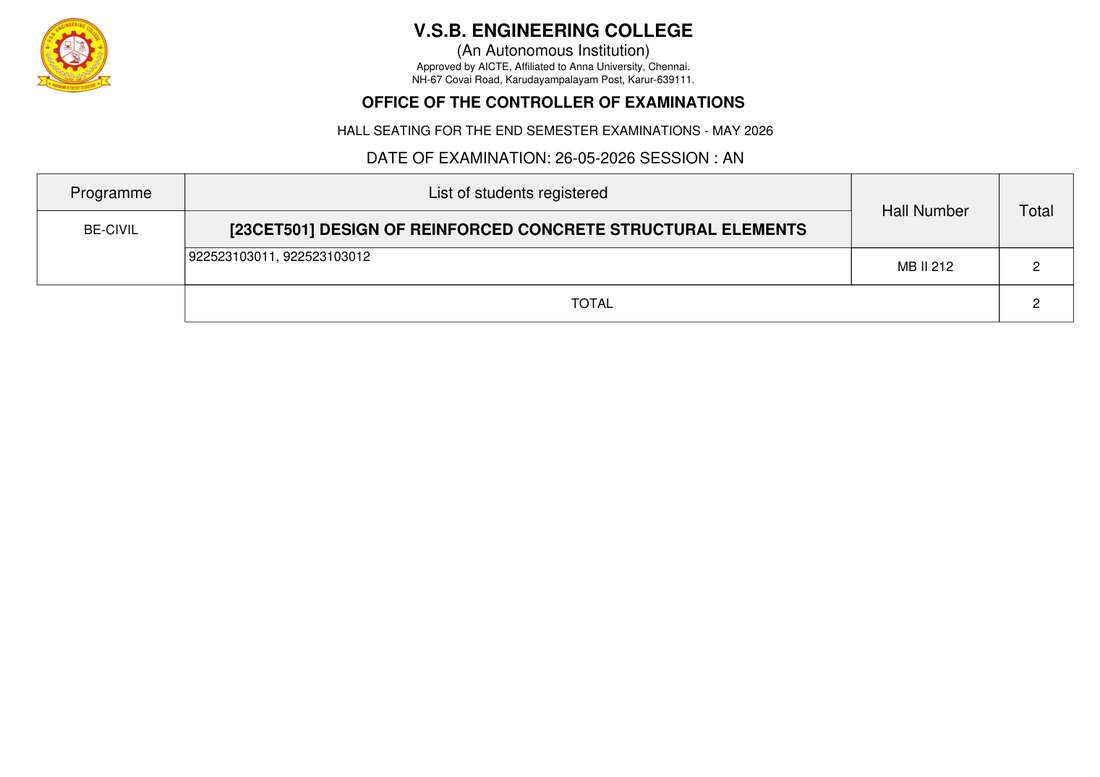 V.S.B. ENGINEERING COLLEGE
(An Autonomous Institution)
Approved by AICTE, Affiliated to Anna University, Chennai.
NH-67 Covai Road, Karudayampalayam Post, Karur-639111.
OFFICE OF THE CONTROLLER OF EXAMINATIONS
HALL SEATING FOR THE END SEMESTER EXAMINATIONS - MAY 2026
DATE OF EXAMINATION: 26-05-2026 SESSION : AN
Programme
List of students registered
Hall Number
Total
BE-CIVIL
[23CET501] DESIGN OF REINFORCED CONCRETE STRUCTURAL ELEMENTS
922523103011, 922523103012
MB II 212
2
TOTAL
2